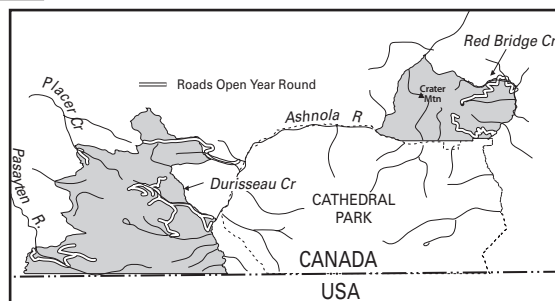 Red Bridge Cr
Placer Cr
Roads Open Year Round
Crater
Mtn
Ashnola R
Pasayten R.
Durisseau Cr
CATHEDRAL
PARK
CANADA
USA